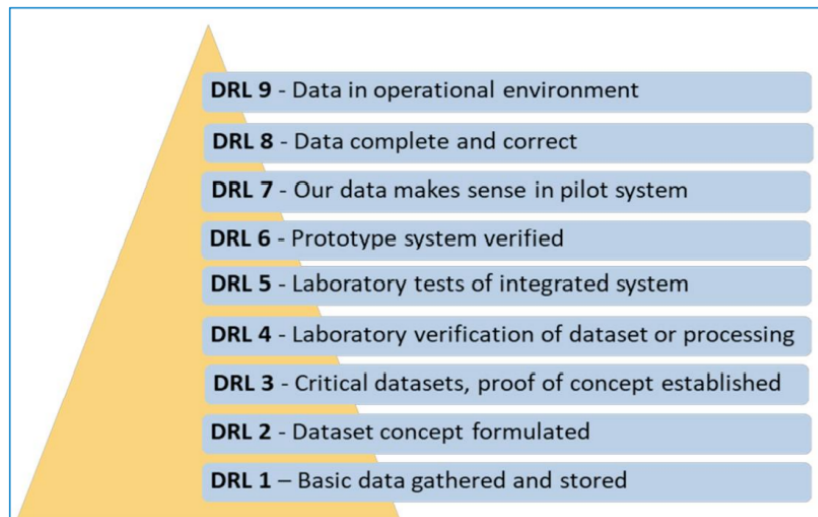 DRL 9 - Data in operational environment
DRL 8 - Data complete and correct
DRL 7 - Our data makes sense in pilot system
DRL 6 - Prototype system verified
DRL 5 - Laboratory tests of integrated system
DRL 4 - Laboratory verification of dataset or processing
DRL 3 - Critical datasets, proof of concept established
DRL 2 - Dataset concept formulated
DRL 1 – Basic data gathered and stored